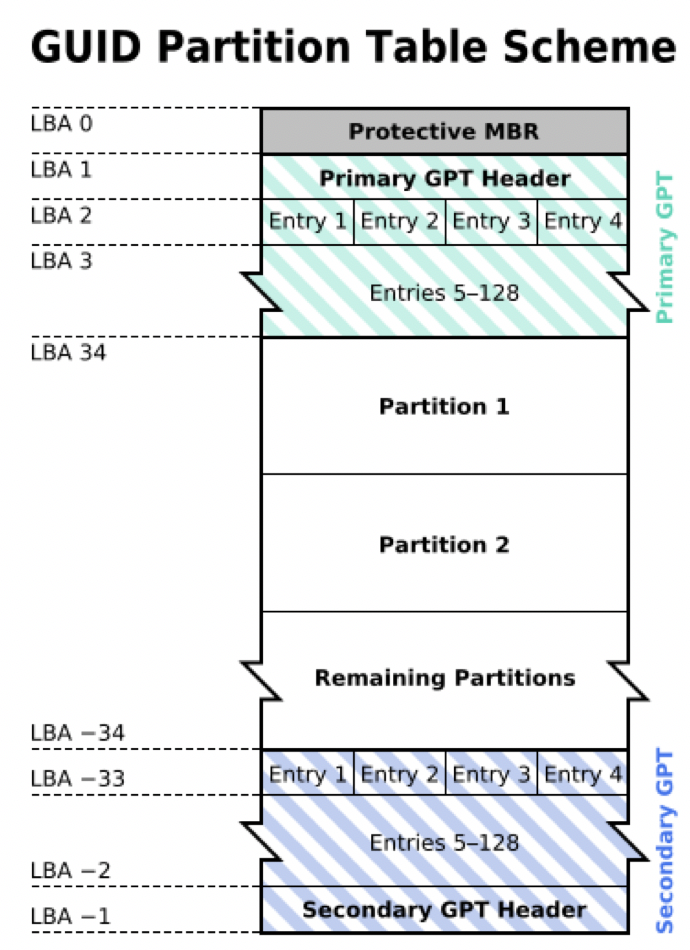 GUID Partition Table Scheme
LBA 0
Protective MBR
LBA 1
Primary GPT Header
LBA 2
Entry 1 Entry 2 Entry 3 Entry 4
LBA 3
Entries 5–128
Primary GPT
LBA 34
Partition 1
Partition 2
Remaining Partitions
LBA −34
LBA −33
Entry 1 Entry 2 Entry 3 Entry 4
Entries 5–128
LBA −2
LBA −1
Secondary GPT Header
Secondary GPT